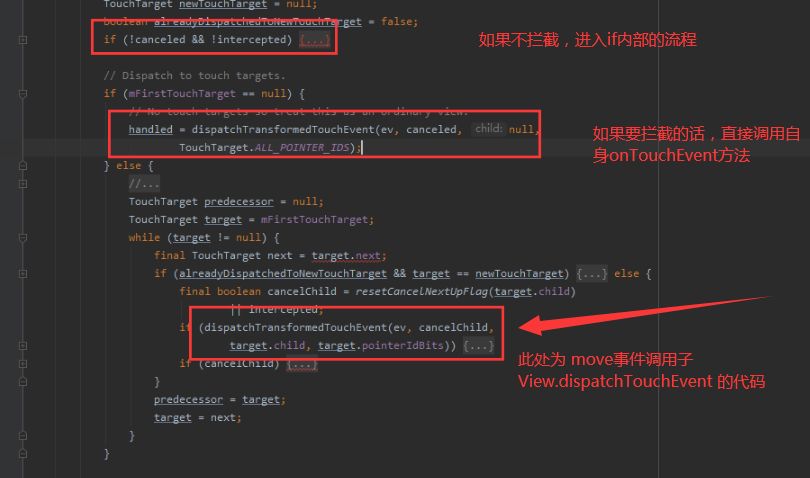 TouchTarget newTouchTarget = null;
boolean alreadyDispatchedToNewTouchTarget = false;
if (!canceled && !intercepted) {...}
如果不拦截，进入if内部的流程
// Dispatch to touch targets.
if (mFirstTouchTarget == null) {
// No touch targets so treat this as an ordinary view.
handled = dispatchTransformedTouchEvent(ev, canceled, child: null,
TouchTarget.ALL_POINTER_IDS);
如果要拦截的话，直接调用自
身onTouchEvent方法
} else {
//...
TouchTarget predecessor = null;
TouchTarget target = mFirstTouchTarget;
while (target != null) {
final TouchTarget next = target.next;
if (alreadyDispatchedToNewTouchTarget && target == newTouchTarget) {...} else {
final boolean cancelChild = resetCancelNextUpFlag(target.child)
|| intercepted;
if (dispatchTransformedTouchEvent(ev, cancelChild,
target.child, target.pointerIdBits)) {...}
if (cancelChild) {...}
此处为 move事件调用子
View.dispatchTouchEvent 的代码
}
predecessor = target;
target = next;
}
}